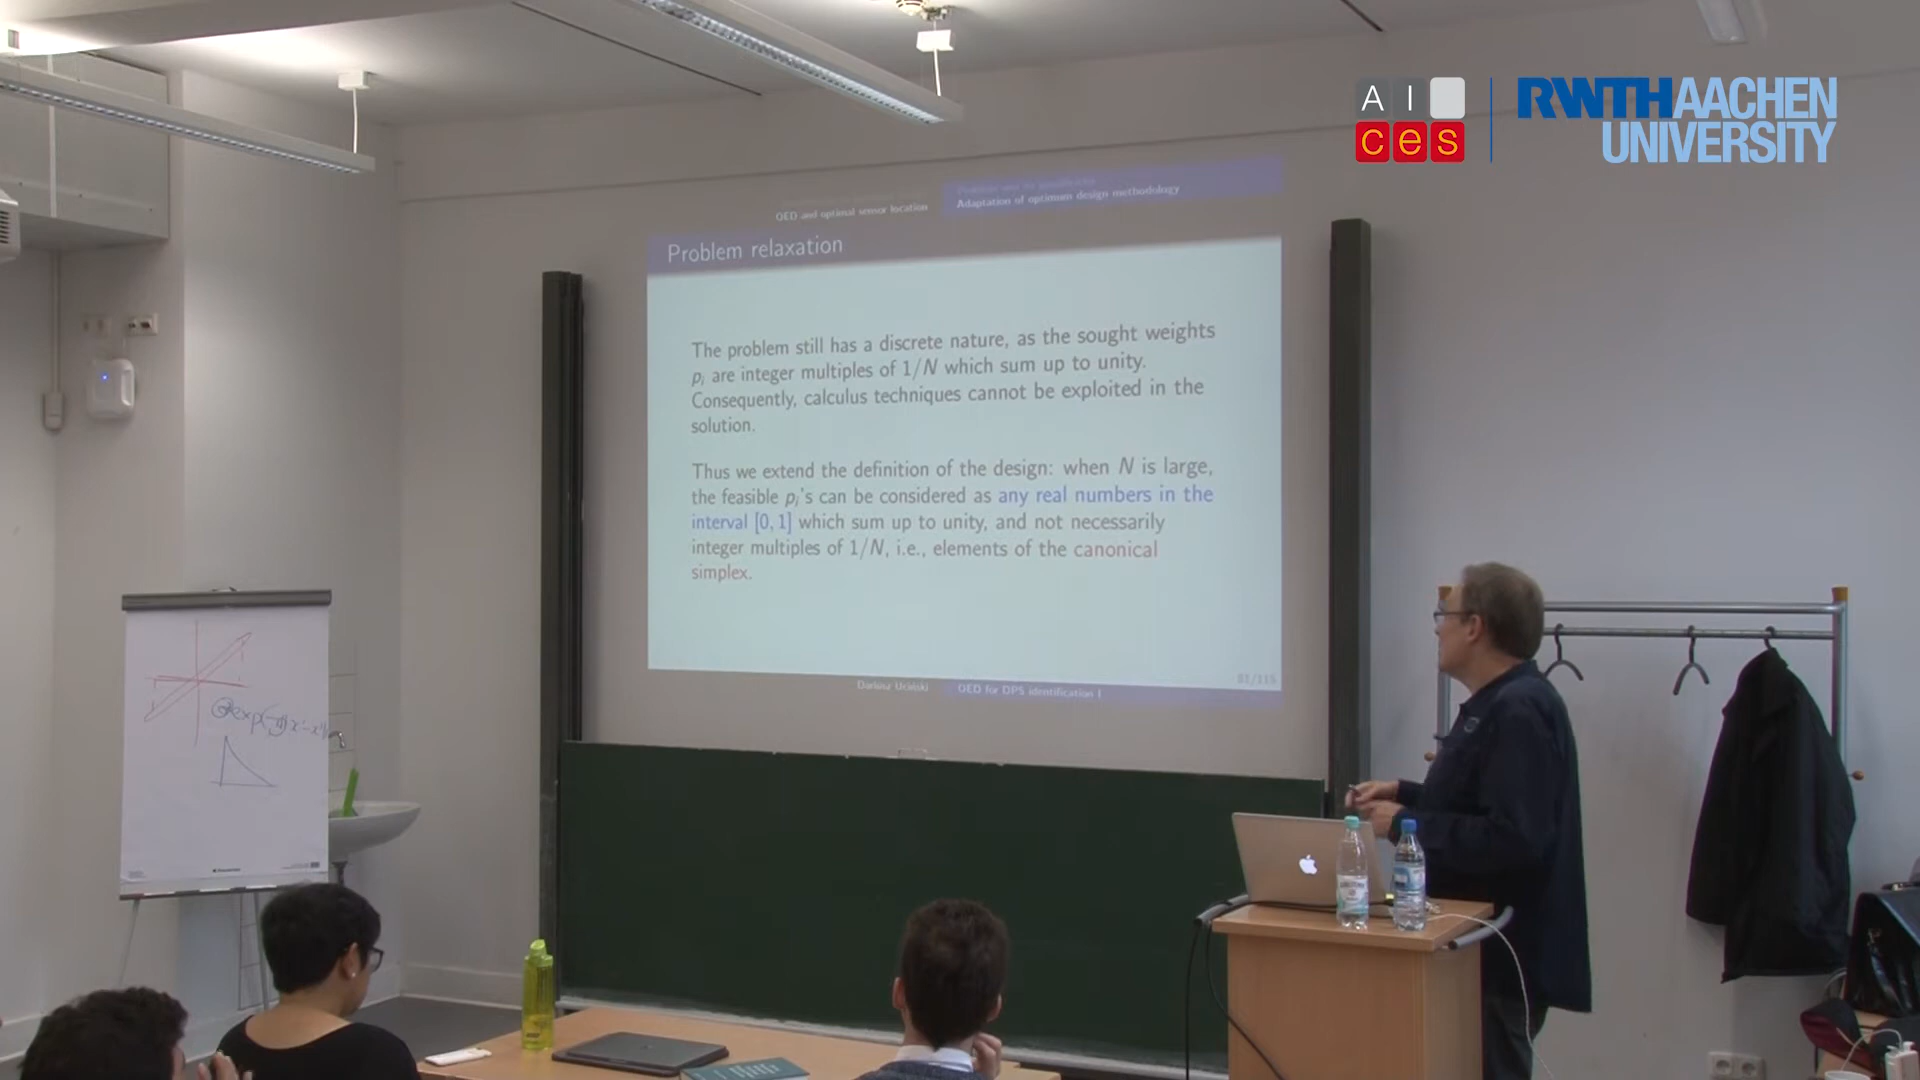 AICES
RWTHAACHEN
UNIVERSITY
OED and optimal sensor location
Adaptation of optimum design methodology
Problem relaxation
The problem still has a discrete nature, as the sought weights
pᵢ are integer multiples of 1/N which sum up to unity.
Consequently, calculus techniques cannot be exploited in the
solution.
Thus we extend the definition of the design: when N is large,
the feasible pᵢ's can be considered as any real numbers in the
interval [0, 1] which sum up to unity, and not necessarily
integer multiples of 1/N, i.e., elements of the canonical
simplex.
Dariusz Uciński
OED for DPS identification I
81/115